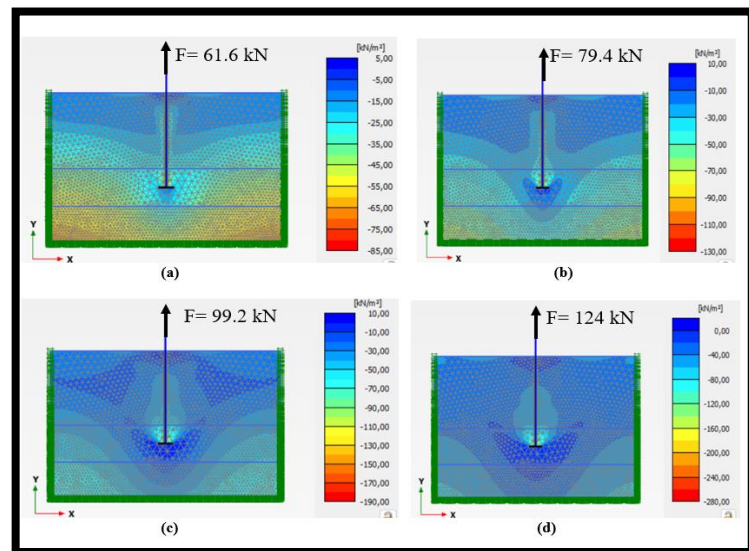 F= 61.6 kN
[kN/m²]
5,00
-5,00
-15,00
-25,00
-35,00
-45,00
-55,00
-65,00
-75,00
-85,00
Y
X
(a)
F= 79.4 kN
[kN/m²]
10,00
-10,00
-30,00
-50,00
-70,00
-90,00
-110,00
-130,00
Y
X
(b)
F= 99.2 kN
[kN/m²]
10,00
-10,00
-30,00
-50,00
-70,00
-90,00
-110,00
-130,00
-150,00
-170,00
-190,00
Y
X
(c)
F= 124 kN
[kN/m²]
0,00
-40,00
-80,00
-120,00
-160,00
-200,00
-240,00
-280,00
Y
X
(d)